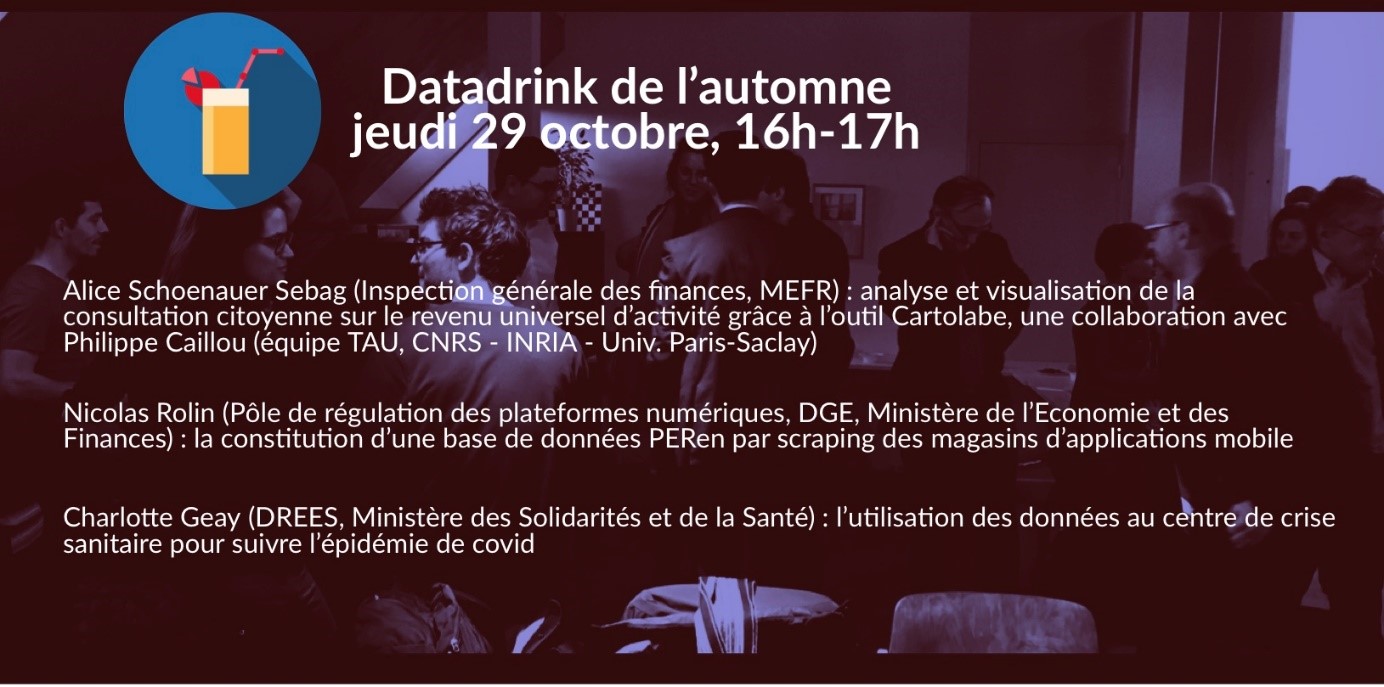 Datadrink de l’automne
jeudi 29 octobre, 16h-17h
Alice Schoenauer Sebag (Inspection générale des finances, MEFR) : analyse et visualisation de la
consultation citoyenne sur le revenu universel d’activité grâce à l’outil Cartolabe, une collaboration avec
Philippe Caillou (équipe TAU, CNRS - INRIA - Univ. Paris-Saclay)
Nicolas Rolin (Pôle de régulation des plateformes numériques, DGE, Ministère de l’Economie et des
Finances) : la constitution d’une base de données PERen par scraping des magasins d’applications mobile
Charlotte Geay (DREES, Ministère des Solidarités et de la Santé) : l’utilisation des données au centre de crise
sanitaire pour suivre l’épidémie de covid